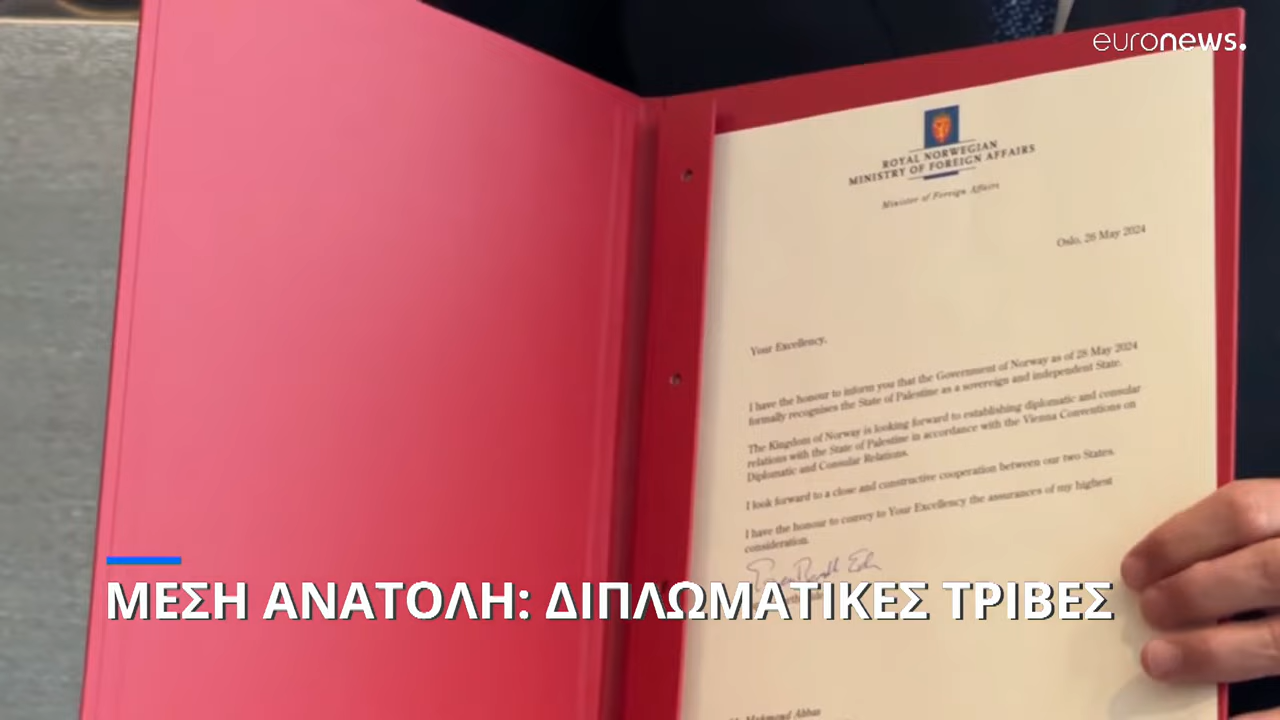 euronews.
ROYAL NORWEGIAN
MINISTRY OF FOREIGN AFFAIRS
Minister of Foreign Affairs
Oslo, 26 May 2024
Your Excellency,
I have the honour to inform you that the Government of Norway as of 28 May 2024
formally recognises the State of Palestine as a sovereign and independent State.
The Kingdom of Norway is looking forward to establishing diplomatic and consular
relations with the State of Palestine in accordance with the Vienna Conventions on
Diplomatic and Consular Relations.
I look forward to a close and constructive cooperation between our two States.
I have the honour to convey to Your Excellency the assurances of my highest
consideration.
ΜΕΣΗ ΑΝΑΤΟΛΗ: ΔΙΠΛΩΜΑΤΙΚΕΣ ΤΡΙΒΕΣ
Mahmoud Abbas